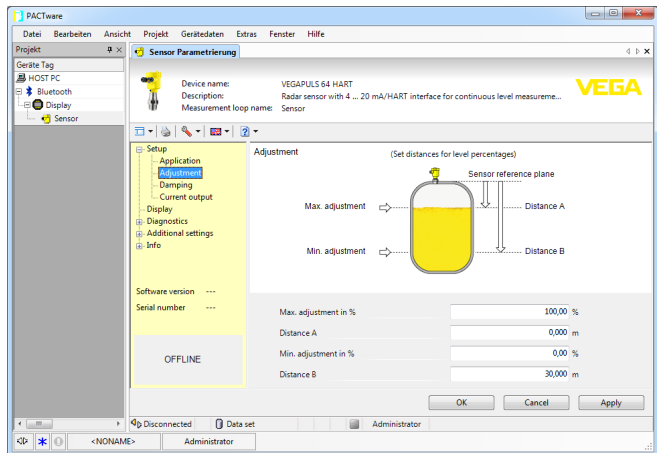 PACTware
Datei Bearbeiten Ansicht Projekt Gerätedaten Extras Fenster Hilfe
Projekt
Geräte Tag
HOST PC
Bluetooth
Display
Sensor
Sensor Parametrierung
Device name: VEGAPULS 64 HART
Description: Radar sensor with 4 ... 20 mA/HART interface for continuous level measureme...
Measurement loop name: Sensor
VEGA
Setup
Application
Adjustment
Damping
Current output
Display
Diagnostics
Additional settings
Info
Software version ---
Serial number ---
OFFLINE
Adjustment
(Set distances for level percentages)
Sensor reference plane
Max. adjustment
Distance A
Min. adjustment
Distance B
Max. adjustment in % 100,00 %
Distance A 0,000 m
Min. adjustment in % 0,00 %
Distance B 30,000 m
OK Cancel Apply
Disconnected Data set Administrator
<NONAME> Administrator